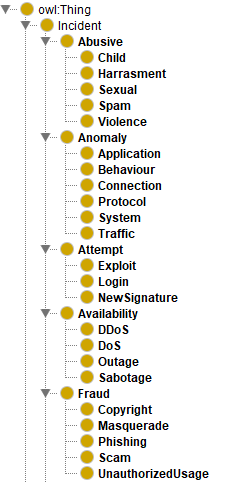 owl:Thing
Incident
Abusive
Child
Harrasment
Sexual
Spam
Violence
Anomaly
Application
Behaviour
Connection
Protocol
System
Traffic
Attempt
Exploit
Login
NewSignature
Availability
DDoS
DoS
Outage
Sabotage
Fraud
Copyright
Masquerade
Phishing
Scam
UnauthorizedUsage